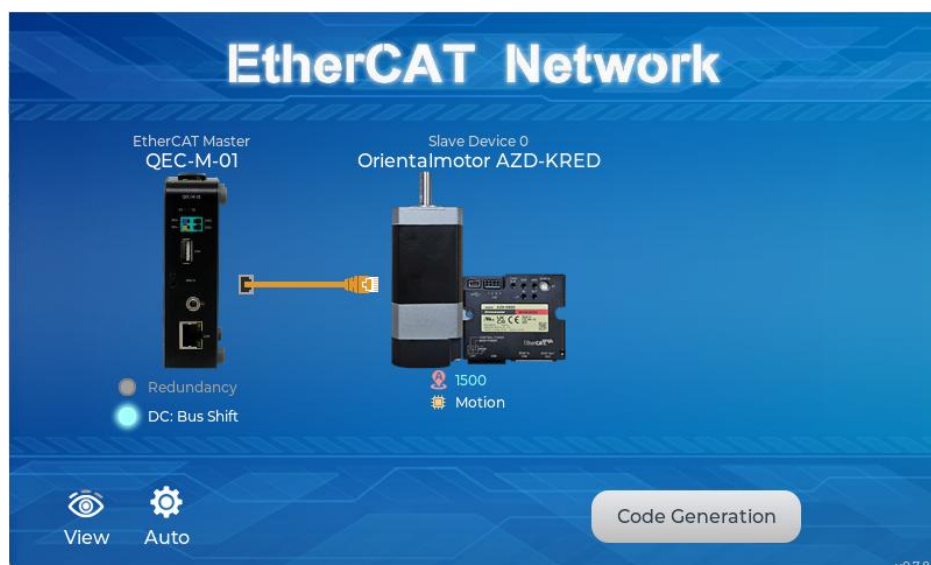 EtherCAT Network
EtherCAT Master
QEC-M-01
Slave Device 0
Orientalmotor AZD-KRED
Redundancy
DC: Bus Shift
1500
Motion
View
Auto
Code Generation